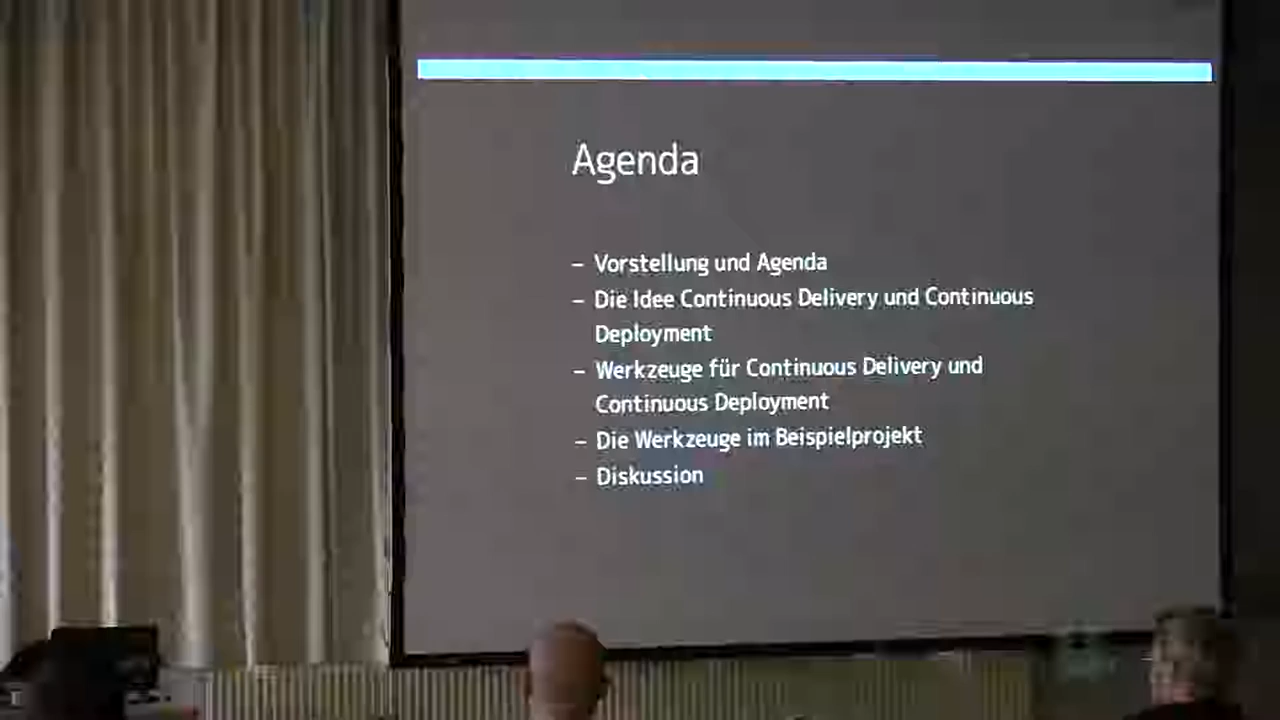 Agenda
– Vorstellung und Agenda
– Die Idee Continuous Delivery und Continuous
Deployment
– Werkzeuge für Continuous Delivery und
Continuous Deployment
– Die Werkzeuge im Beispielprojekt
– Diskussion